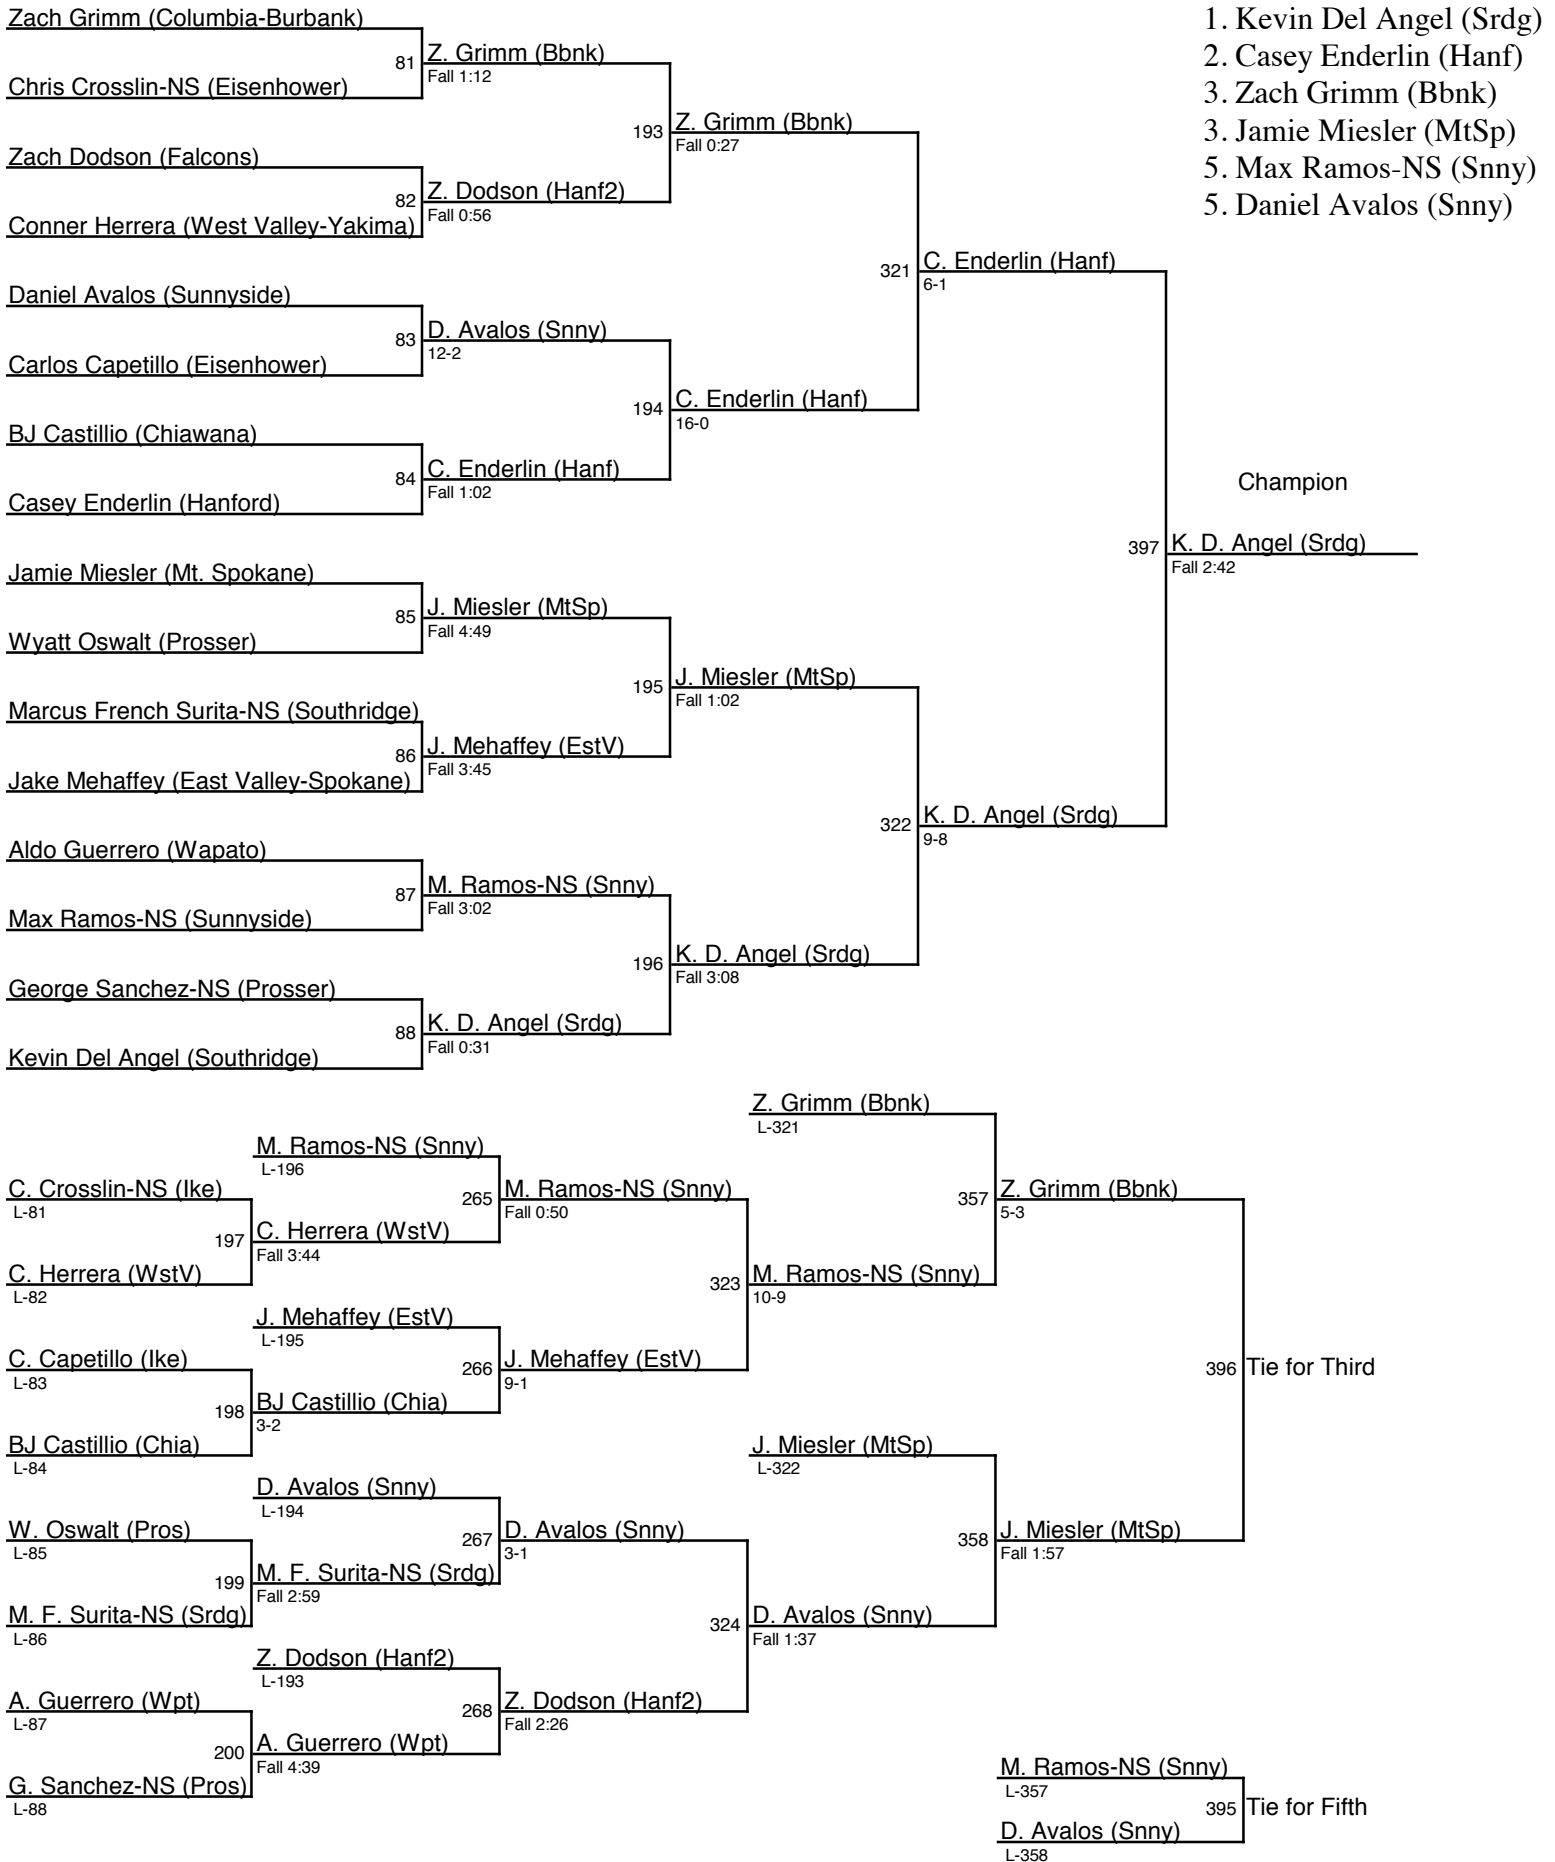 Zach Grimm (Columbia-Burbank)
Chris Crosslin-NS (Eisenhower)
Zach Dodson (Falcons)
Conner Herrera (West Valley-Yakima)
Daniel Avalos (Sunnyside)
Carlos Capetillo (Eisenhower)
BJ Castillio (Chiawana)
Casey Enderlin (Hanford)
Jamie Miesler (Mt. Spokane)
Wyatt Oswalt (Prosser)
Marcus French Surita-NS (Southridge)
Jake Mehaffey (East Valley-Spokane)
Aldo Guerrero (Wapato)
Max Ramos-NS (Sunnyside)
George Sanchez-NS (Prosser)
Kevin Del Angel (Southridge)
81 Z. Grimm (Bbnk)
Fall 1:12
82 Z. Dodson (Hanf2)
Fall 0:56
83 D. Avalos (Snny)
12-2
84 C. Enderlin (Hanf)
Fall 1:02
85 J. Miesler (MtSp)
Fall 4:49
86 J. Mehaffey (EstV)
Fall 3:45
87 M. Ramos-NS (Snny)
Fall 3:02
88 K. D. Angel (Srdg)
Fall 0:31
193 Z. Grimm (Bbnk)
Fall 0:27
194 C. Enderlin (Hanf)
16-0
195 J. Miesler (MtSp)
Fall 1:02
196 K. D. Angel (Srdg)
Fall 3:08
321 C. Enderlin (Hanf)
6-1
322 K. D. Angel (Srdg)
9-8
Champion
397 K. D. Angel (Srdg)
Fall 2:42
1. Kevin Del Angel (Srdg)
2. Casey Enderlin (Hanf)
3. Zach Grimm (Bbnk)
3. Jamie Miesler (MtSp)
5. Max Ramos-NS (Snny)
5. Daniel Avalos (Snny)
C. Crosslin-NS (Ike)
L-81
C. Herrera (WstV)
L-82
C. Capetillo (Ike)
L-83
BJ Castillio (Chia)
L-84
W. Oswalt (Pros)
L-85
M. F. Surita-NS (Srdg)
L-86
A. Guerrero (Wpt)
L-87
G. Sanchez-NS (Pros)
L-88
M. Ramos-NS (Snny)
L-196
197 C. Herrera (WstV)
Fall 3:44
J. Mehaffey (EstV)
L-195
198 BJ Castillio (Chia)
3-2
D. Avalos (Snny)
L-194
199 M. F. Surita-NS (Srdg)
Fall 2:59
Z. Dodson (Hanf2)
L-193
200 A. Guerrero (Wpt)
Fall 4:39
265 M. Ramos-NS (Snny)
Fall 0:50
266 J. Mehaffey (EstV)
9-1
267 D. Avalos (Snny)
3-1
268 Z. Dodson (Hanf2)
Fall 2:26
Z. Grimm (Bbnk)
L-321
323 M. Ramos-NS (Snny)
10-9
J. Miesler (MtSp)
L-322
324 D. Avalos (Snny)
Fall 1:37
357 Z. Grimm (Bbnk)
5-3
358 J. Miesler (MtSp)
Fall 1:57
396 Tie for Third
M. Ramos-NS (Snny)
L-357
395 Tie for Fifth
D. Avalos (Snny)
L-358